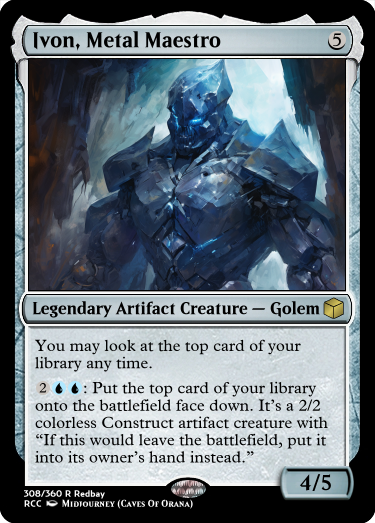 Ivon, Metal Maestro 5
Legendary Artifact Creature — Golem
You may look at the top card of your
library any time.
2 : Put the top card of your library
onto the battlefield face down. It's a 2/2
colorless Construct artifact creature with
“If this would leave the battlefield, put it
into its owner's hand instead.”
4/5
308/360 R Redbay
RCC Midjourney (Caves Of Orana)